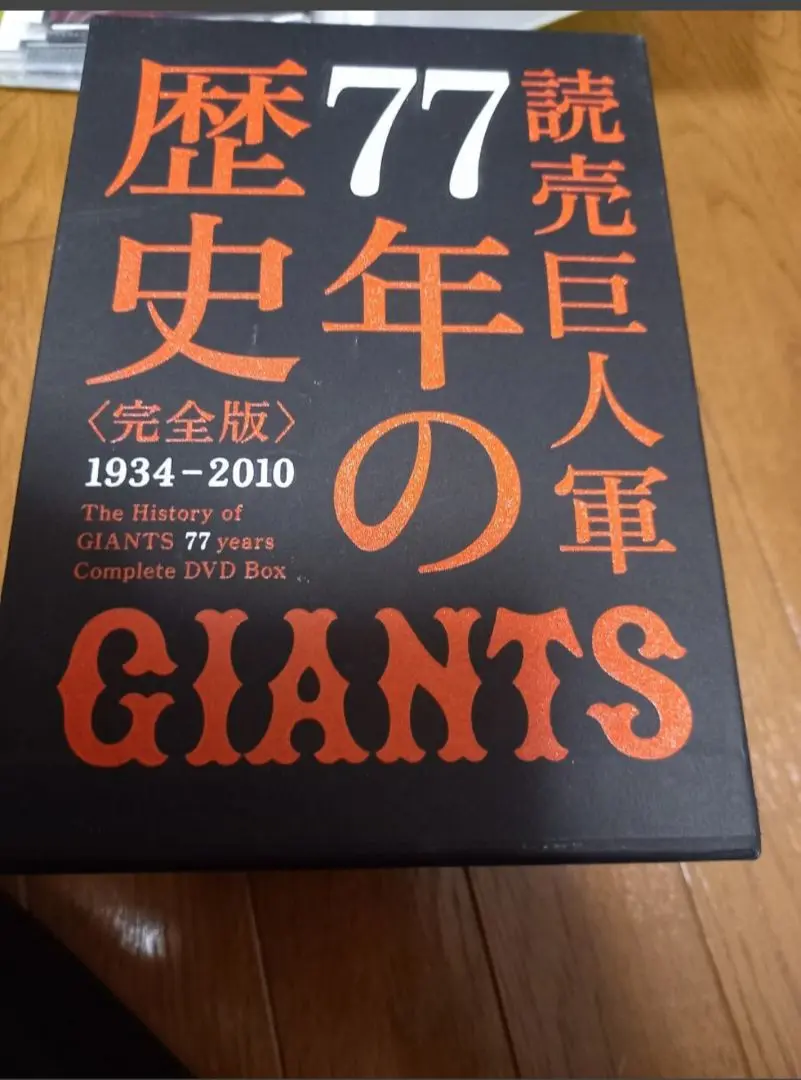 読売巨人軍
77年の
歴史
〈完全版〉
1934-2010
The History of
GIANTS 77 years
Complete DVD Box
GIANTS